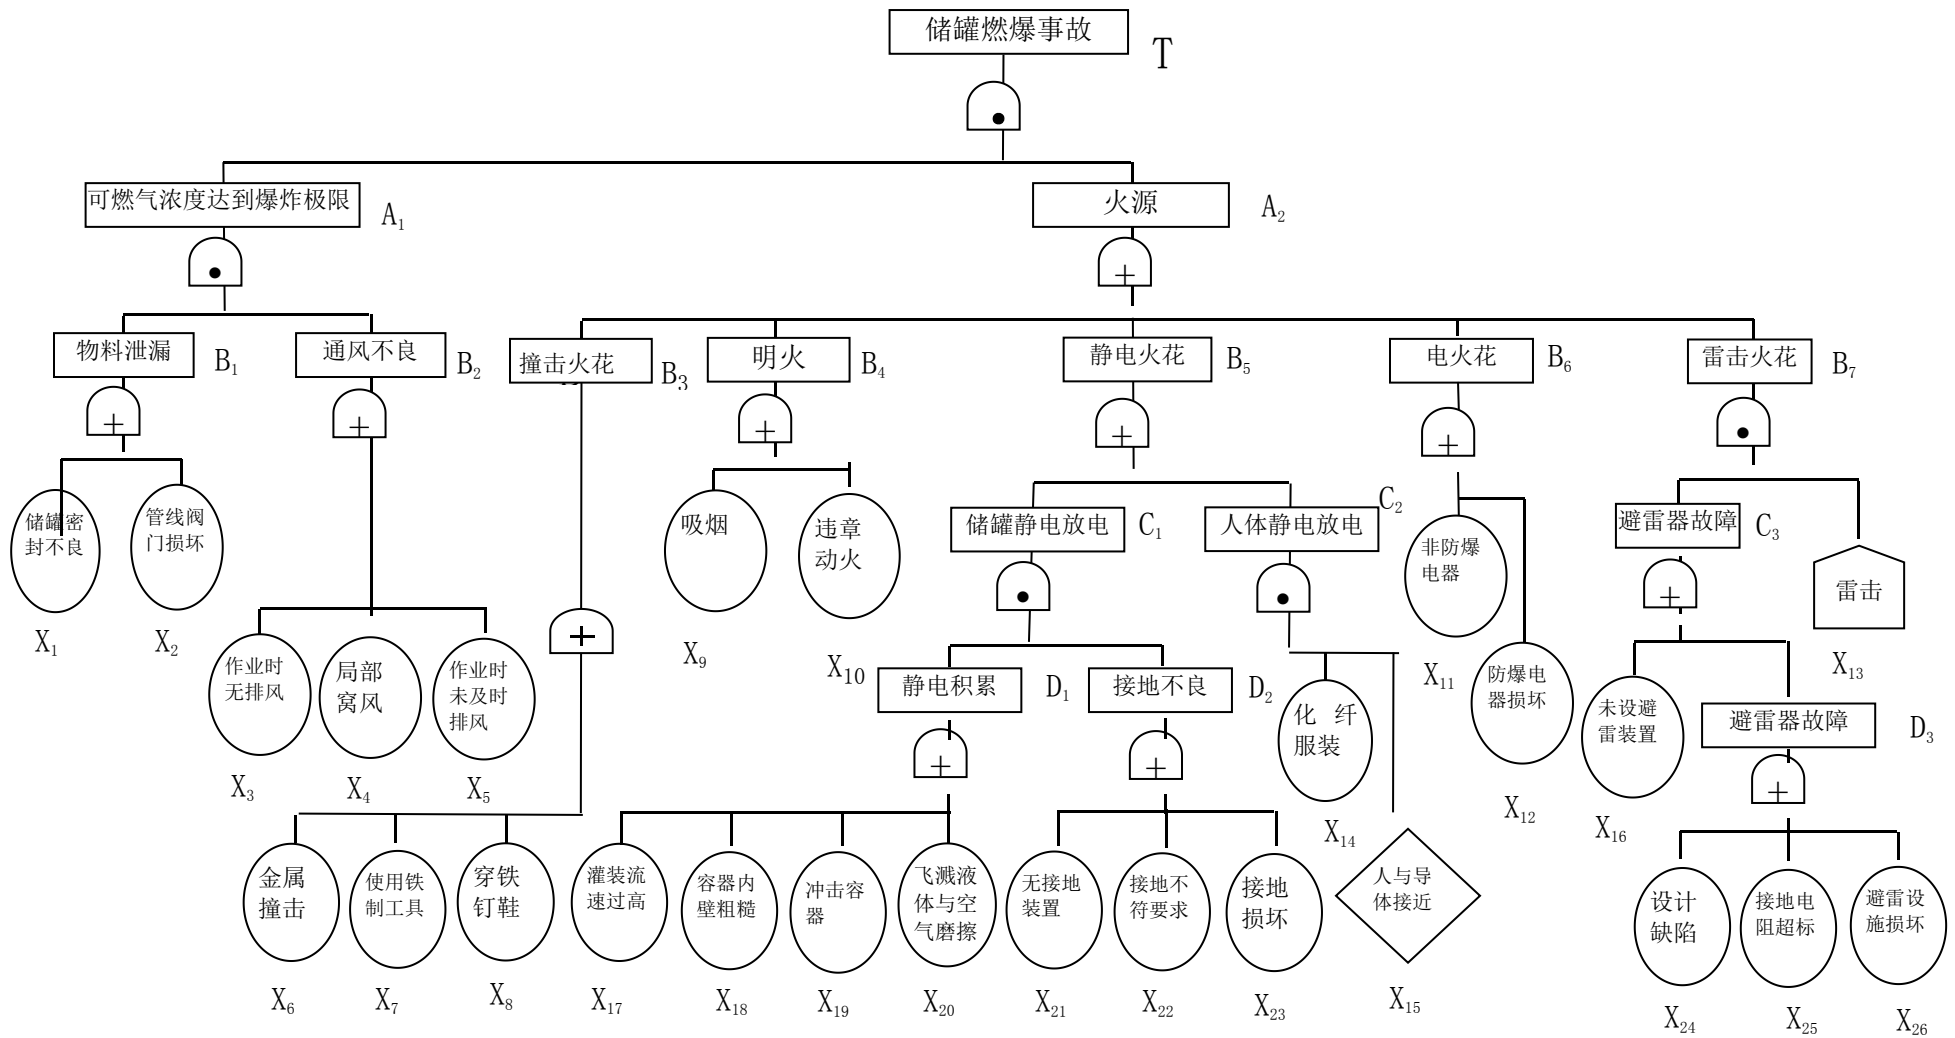 储罐燃爆事故
T
可燃气浓度达到爆炸极限
A1
火源
A2
物料泄漏
B1
通风不良
B2
撞击火花
B3
明火
B4
静电火花
B5
电火花
B6
雷击火花
B7
储罐密
封不良
X1
管线阀
门损坏
X2
吸烟
X9
违章
动火
X10
储罐静电放电
C1
人体静电放电
C2
非防爆
电器
X11
避雷器故障
C3
雷击
X13
作业时
无排风
X3
局部
窝风
X4
作业时
未及时
排风
X5
静电积累
D1
接地不良
D2
化 纤
服装
X14
防爆电
器损坏
X12
未设避
雷装置
X16
避雷器故障
D3
金属
撞击
X6
使用铁
制工具
X7
穿铁
钉鞋
X8
灌装流
速过高
X17
容器内
壁粗糙
X18
冲击容
器
X19
飞溅液
体与空
气磨擦
X20
无接地
装置
X21
接地不
符要求
X22
接地
损坏
X23
人与导
体接近
X15
设计
缺陷
X24
接地电
阻超标
X25
避雷设
施损坏
X26